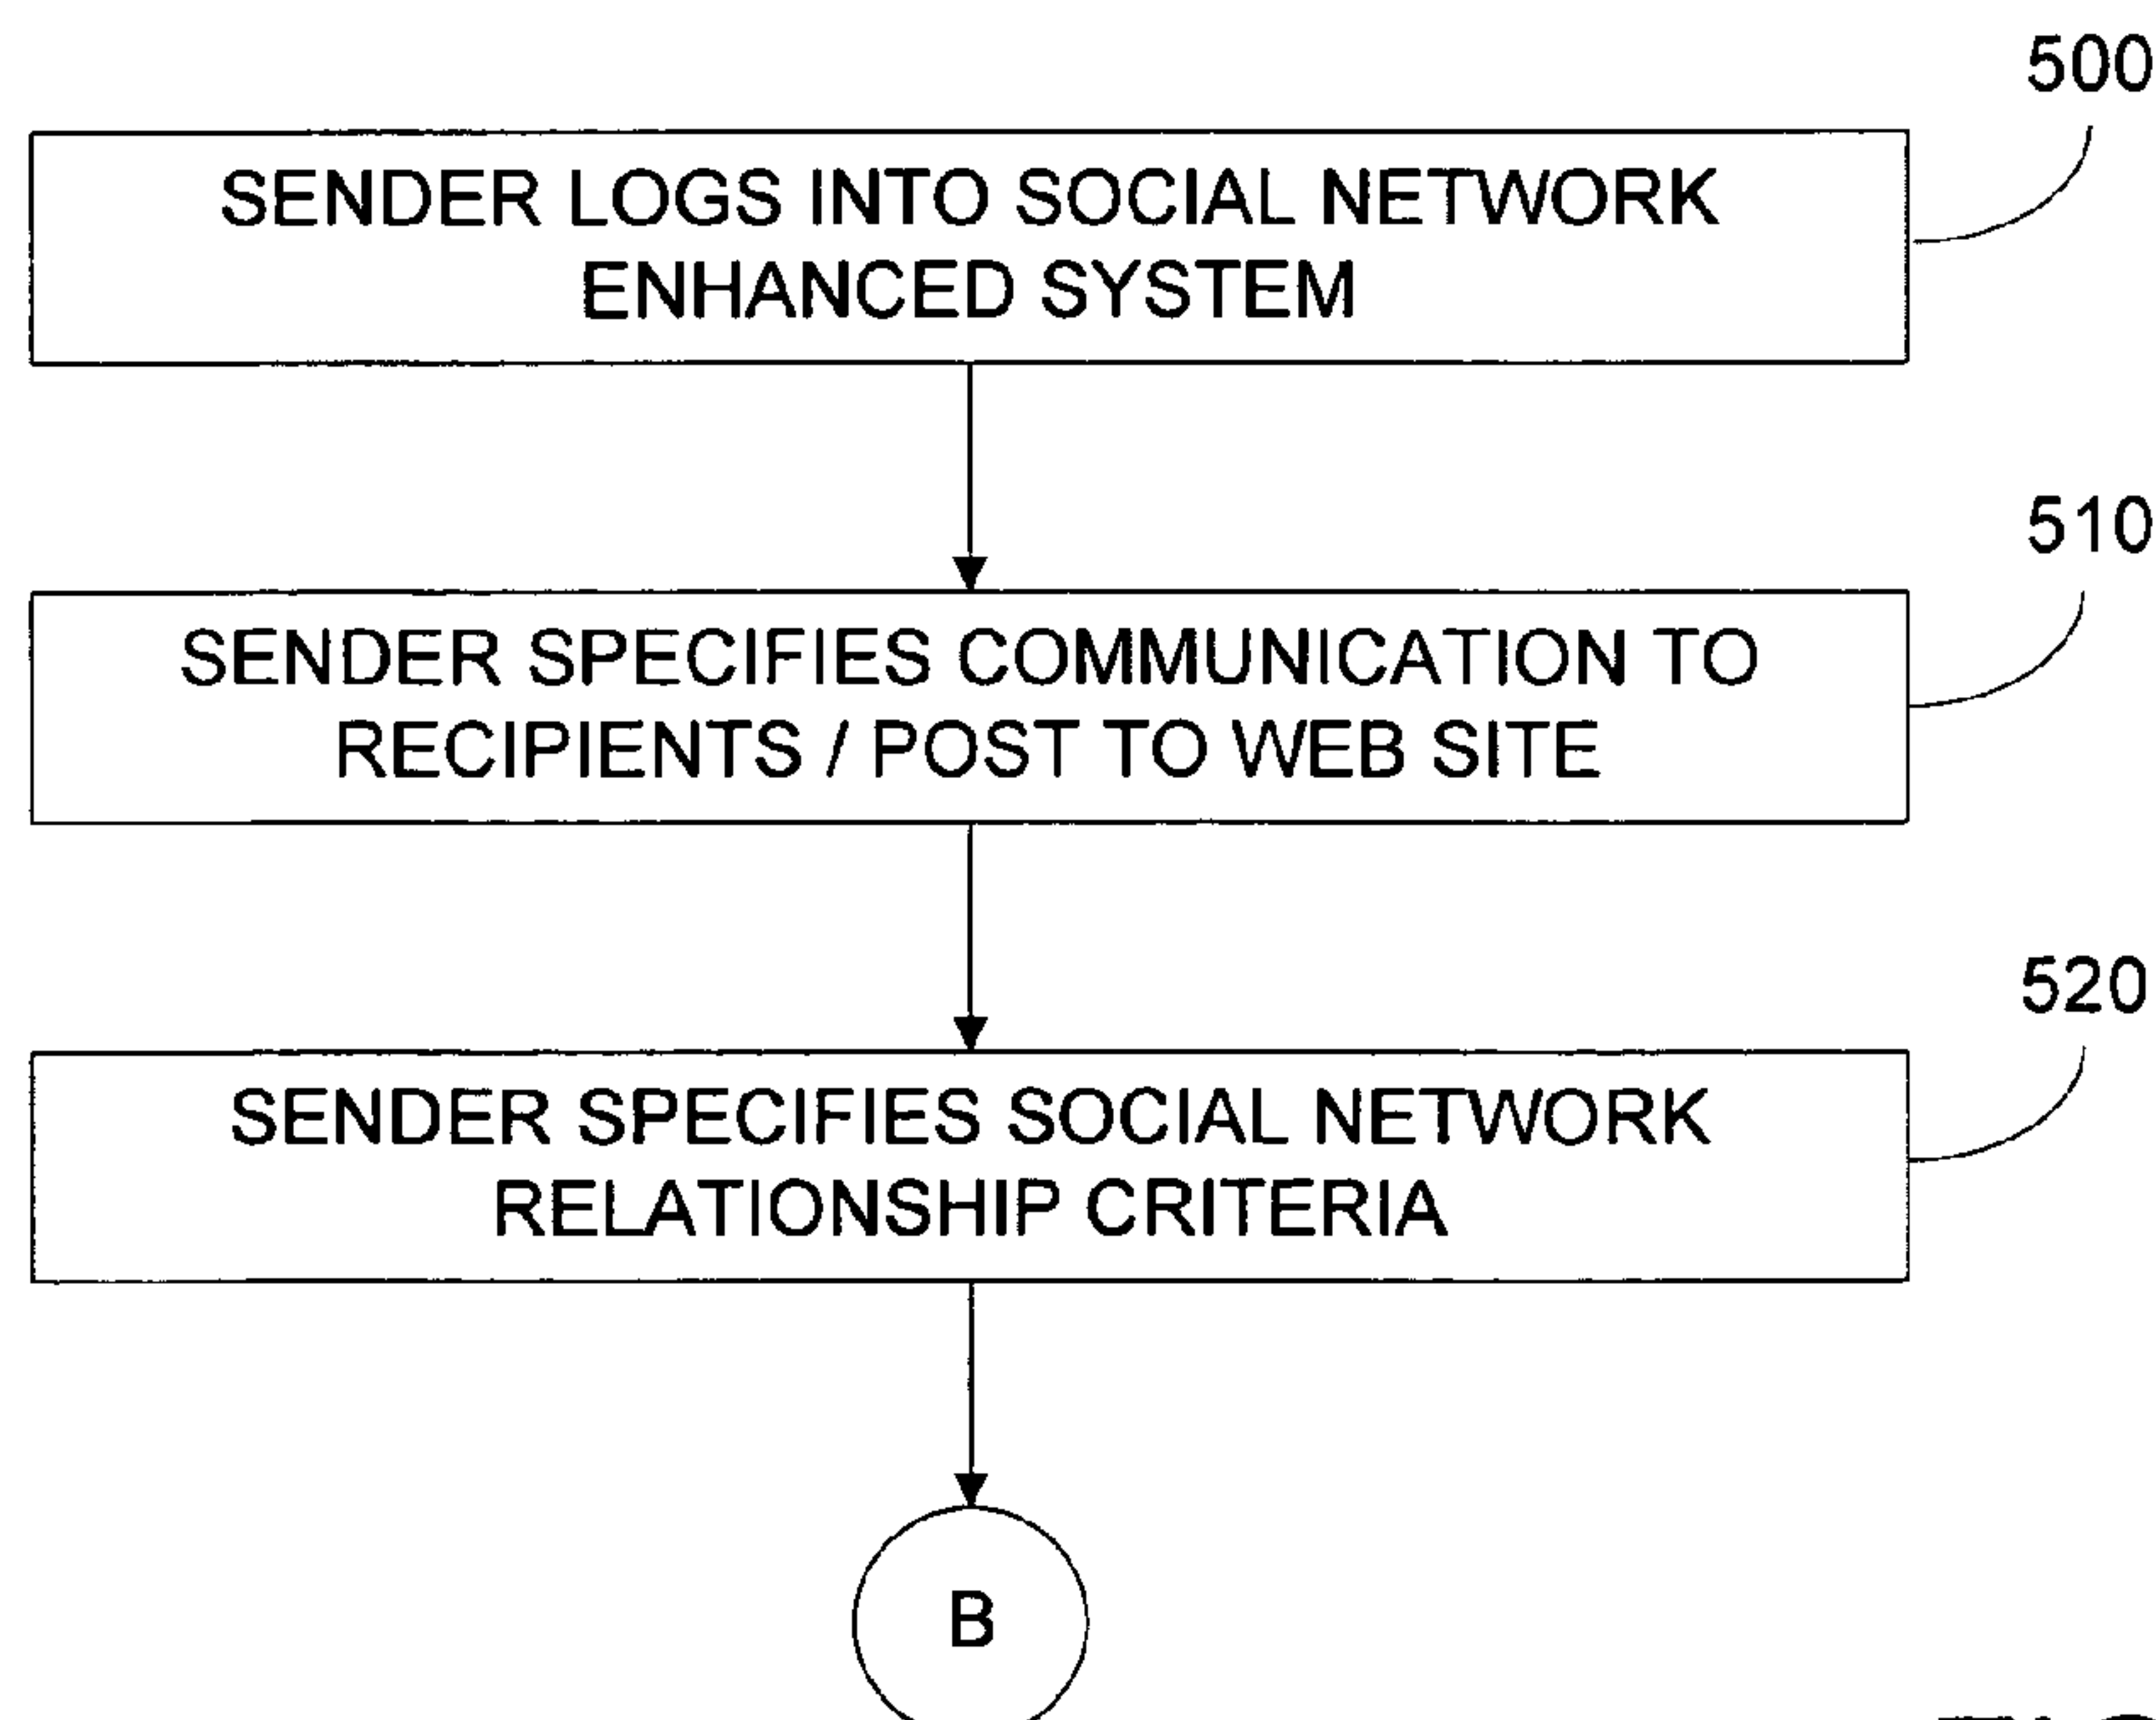 500
SENDER LOGS INTO SOCIAL NETWORK
ENHANCED SYSTEM
510
SENDER SPECIFIES COMMUNICATION TO
RECIPIENTS / POST TO WEB SITE
520
SENDER SPECIFIES SOCIAL NETWORK
RELATIONSHIP CRITERIA
B